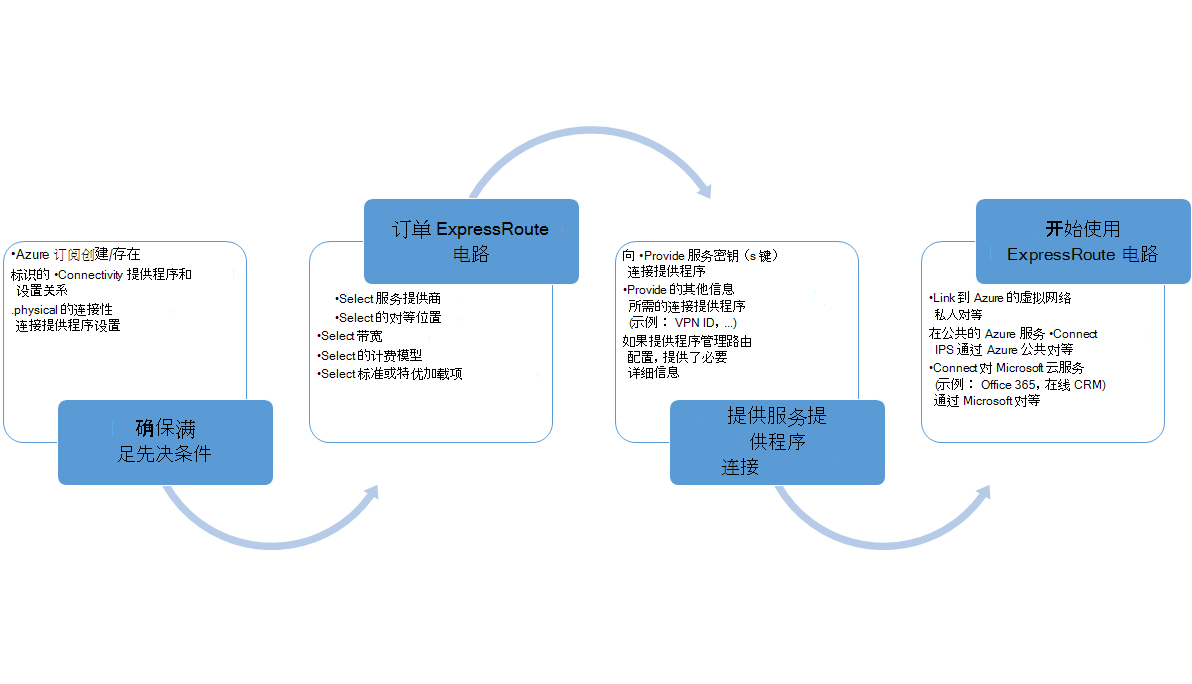 •Azure 订阅创建/存在
标识的 •Connectivity 提供程序和
设置关系
.physical 的连接性
连接提供程序设置
确保满
足先决条件
订单 ExpressRoute
电路
•Select 服务提供商
•Select 的对等位置
•Select 带宽
•Select 的计费模型
•Select 标准或特优加载项
向 •Provide 服务密钥（s 键）
连接提供程序
•Provide 的其他信息
所需的连接提供程序
(示例： VPN ID，...)
如果提供程序管理路由
配置，提供了必要
详细信息
提供服务提
供程序
连接
开始使用
ExpressRoute 电路
•Link 到 Azure 的虚拟网络
私人对等
在公共的 Azure 服务 •Connect
IPS 通过 Azure 公共对等
•Connect 对 Microsoft 云服务
(示例： Office 365，在线 CRM)
通过 Microsoft 对等